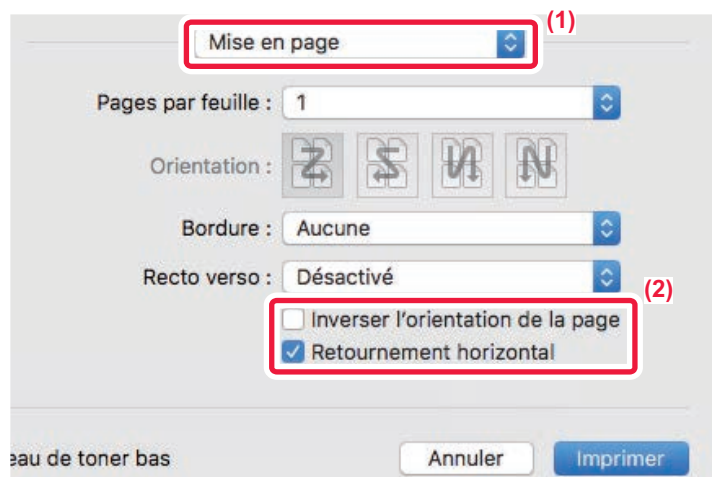 (1)
Mise en page
Pages par feuille : 1
Orientation :
Bordure : Aucune
Recto verso : Désactivé
(2)
Inverser l'orientation de la page
Retournement horizontal
eau de toner bas Annuler Imprimer